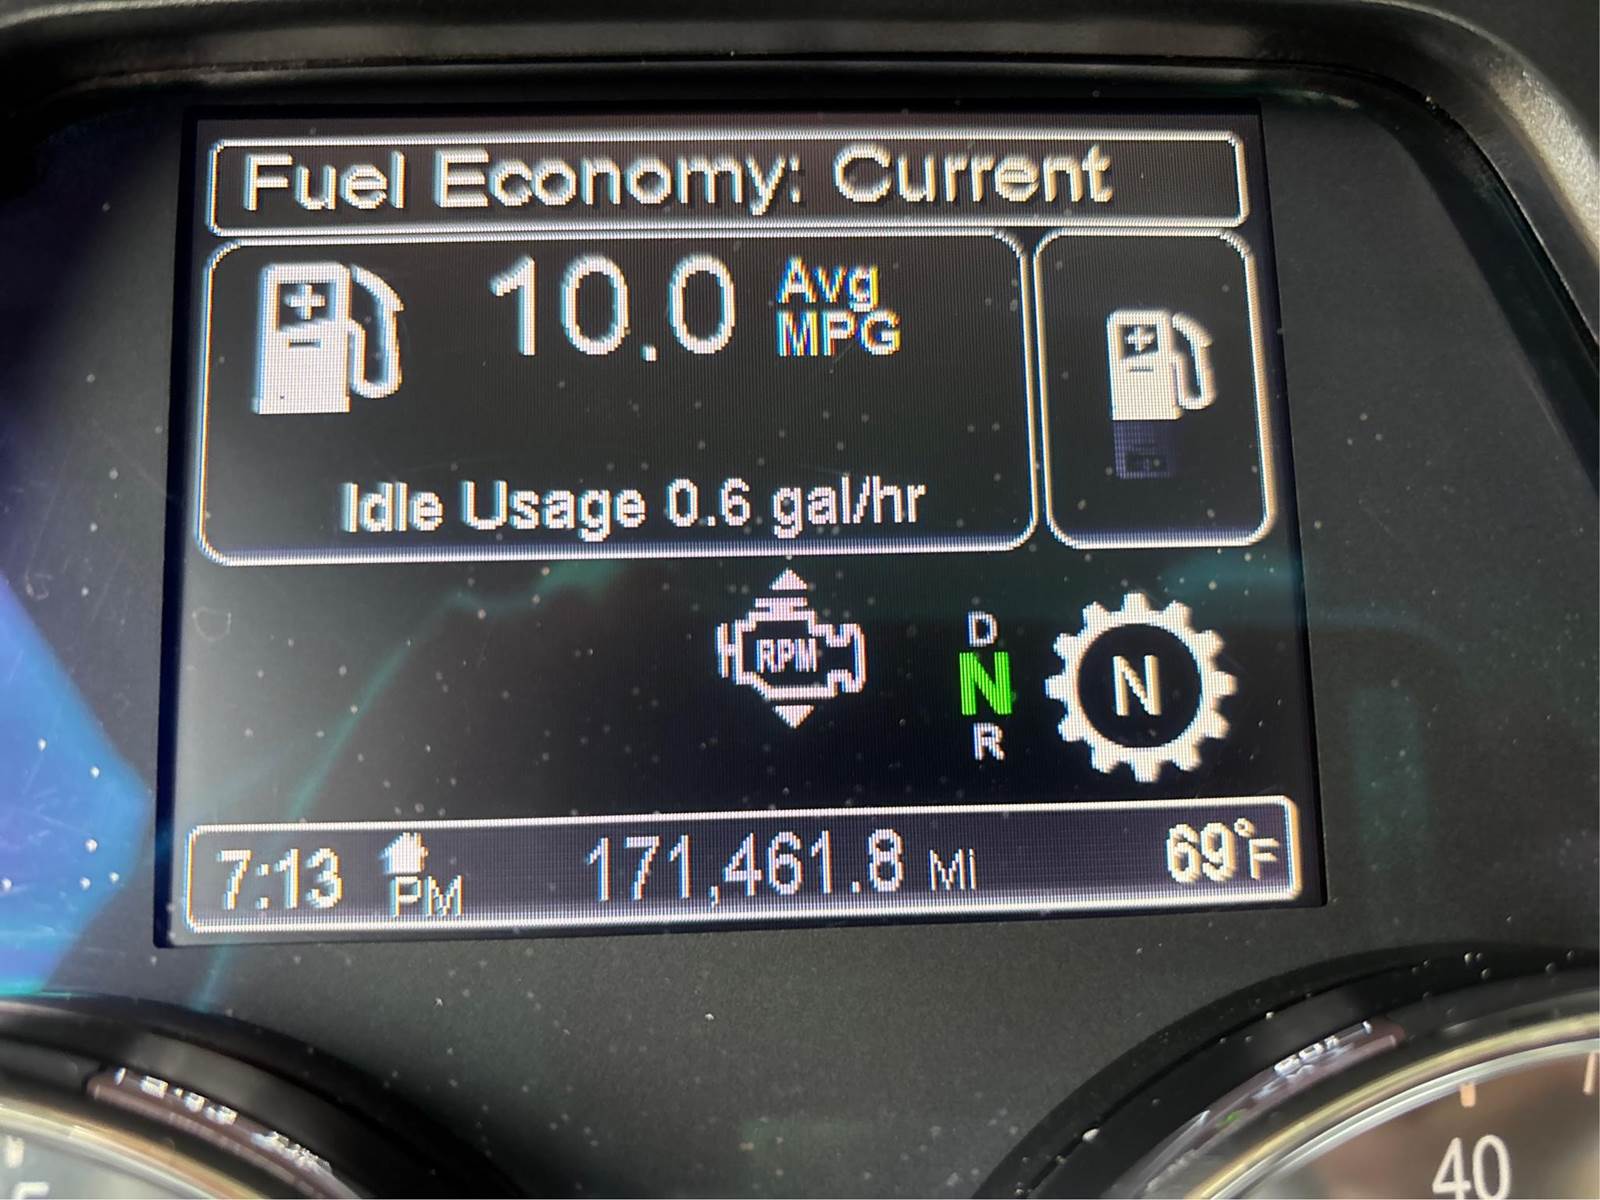 Fuel Economy: Current
10.0 Avg
MPG
Idle Usage 0.6 gal/hr
RPM
D
N
R
N
7:13 PM 171,461.8 Mi 69°F
40